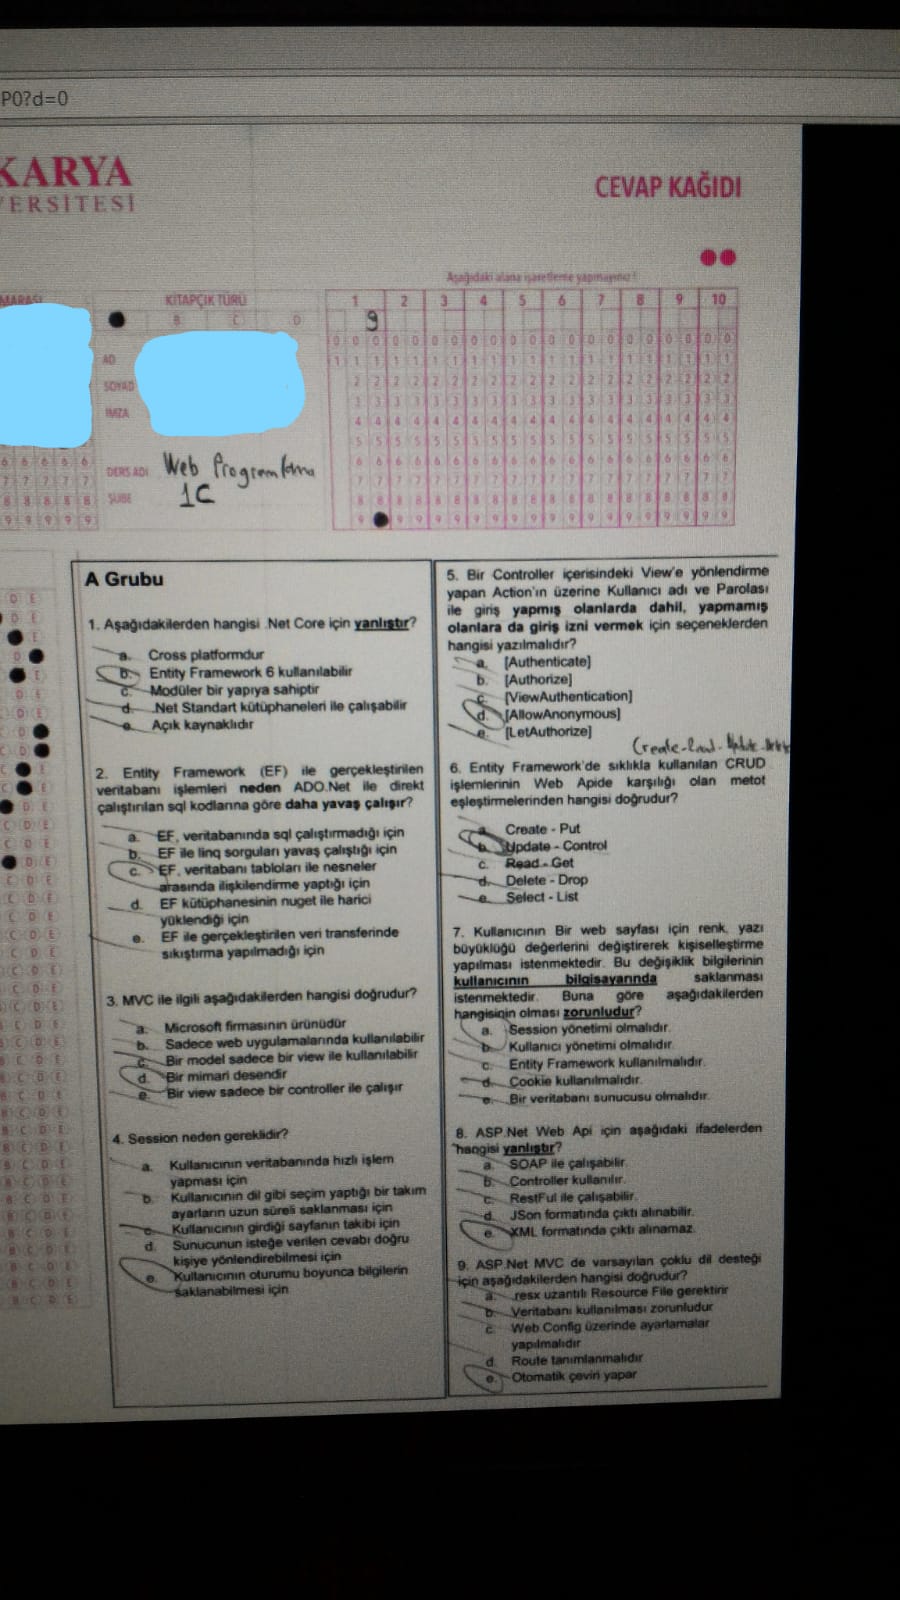 P0?d=0
KARYA
VERSİTESİ
CEVAP KAĞIDI
Aşağıdaki alana işaretleme yapmayınız!
MARASI
KİTAPÇIK TÜRÜ
B C D
1 2 3 4 5 6 7 8 9 10
9
AD
SOYAD
İMZA
DERS ADI Web Programlama
ŞUBE 1C
A Grubu
1. Aşağıdakilerden hangisi .Net Core için yanlıştır?
a. Cross platformdur
b. Entity Framework 6 kullanılabilir
c. Modüler bir yapıya sahiptir
d. .Net Standart kütüphaneleri ile çalışabilir
e. Açık kaynaklıdır
2. Entity Framework (EF) ile gerçekleştirilen
veritabanı işlemleri neden ADO.Net ile direkt
çalıştırılan sql kodlarına göre daha yavaş çalışır?
a. EF, veritabanında sql çalıştırmadığı için
b. EF ile linq sorguları yavaş çalıştığı için
c. EF, veritabanı tabloları ile nesneler
arasında ilişkilendirme yaptığı için
d. EF kütüphanesinin nuget ile harici
yüklendiği için
e. EF ile gerçekleştirilen veri transferinde
sıkıştırma yapılmadığı için
3. MVC ile ilgili aşağıdakilerden hangisi doğrudur?
a. Microsoft firmasının ürünüdür
b. Sadece web uygulamalarında kullanılabilir
c. Bir model sadece bir view ile kullanılabilir
d. Bir mimari desendir
e. Bir view sadece bir controller ile çalışır
4. Session neden gereklidir?
a. Kullanıcının veritabanında hızlı işlem
yapması için
b. Kullanıcının dil gibi seçim yaptığı bir takım
ayarların uzun süreli saklanması için
c. Kullanıcının girdiği sayfanın takibi için
d. Sunucunun isteğe verilen cevabı doğru
kişiye yönlendirebilmesi için
e. Kullanıcının oturumu boyunca bilgilerin
saklanabilmesi için
5. Bir Controller içerisindeki View'e yönlendirme
yapan Action'ın üzerine Kullanıcı adı ve Parolası
ile giriş yapmış olanlarda dahil, yapmamış
olanlara da giriş izni vermek için seçeneklerden
hangisi yazılmalıdır?
a. [Authenticate]
b. [Authorize]
c. [ViewAuthentication]
d. [AllowAnonymous]
e. [LetAuthorize]
Create-Read-Update-Delete
6. Entity Framework'de sıklıkla kullanılan CRUD
işlemlerinin Web Apide karşılığı olan metot
eşleştirmelerinden hangisi doğrudur?
a. Create - Put
b. Update - Control
c. Read - Get
d. Delete - Drop
e. Select - List
7. Kullanıcının Bir web sayfası için renk, yazı
büyüklüğü değerlerini değiştirerek kişiselleştirme
yapılması istenmektedir. Bu değişiklik bilgilerinin
kullanıcının bilgisayarında saklanması
istenmektedir. Buna göre aşağıdakilerden
hangisinin olması zorunludur?
a. Session yönetimi olmalıdır.
b. Kullanıcı yönetimi olmalıdır.
c. Entity Framework kullanılmalıdır.
d. Cookie kullanılmalıdır.
e. Bir veritabanı sunucusu olmalıdır.
8. ASP.Net Web Api için aşağıdaki ifadelerden
hangisi yanlıştır?
a. SOAP ile çalışabilir.
b. Controller kullanılır.
c. RestFul ile çalışabilir.
d. JSon formatında çıktı alınabilir.
e. XML formatında çıktı alınamaz.
9. ASP.Net MVC de varsayılan çoklu dil desteği
için aşağıdakilerden hangisi doğrudur?
a. .resx uzantılı Resource File gerektirir
b. Veritabanı kullanılması zorunludur
c. Web.Config üzerinde ayarlamalar
yapılmalıdır
d. Route tanımlanmalıdır
e. Otomatik çeviri yapar